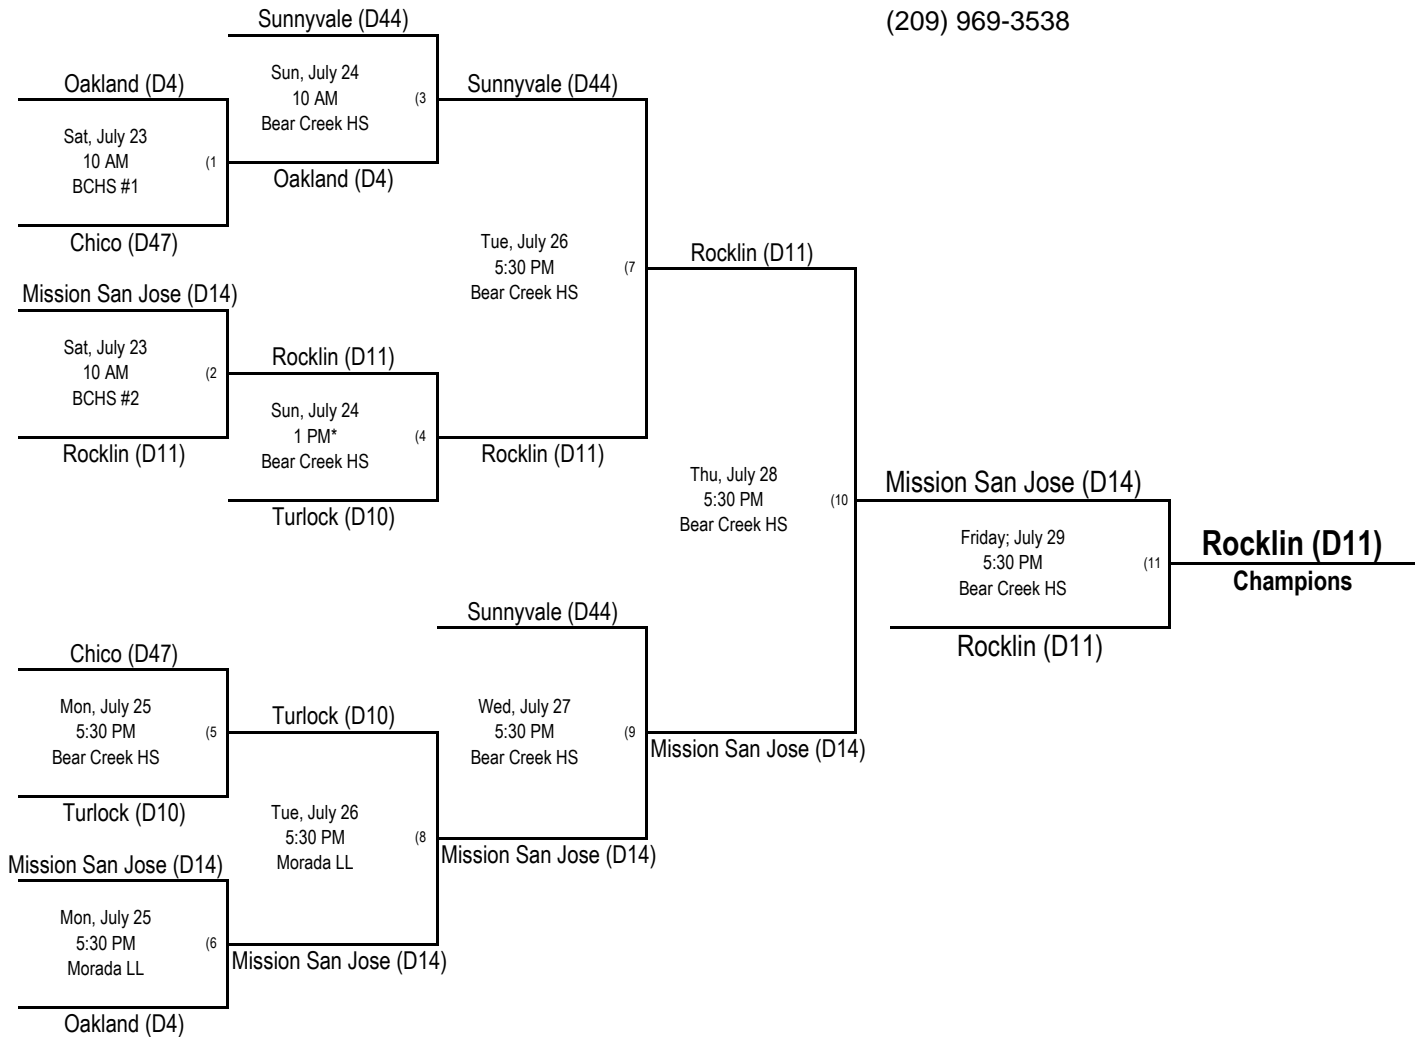 Sunnyvale (D44)
(209) 969-3538
Oakland (D4)
Sun, July 24
10 AM
Bear Creek HS
(3
Sunnyvale (D44)
Sat, July 23
10 AM
BCHS #1
(1
Oakland (D4)
Chico (D47)
Tue, July 26
5:30 PM
Bear Creek HS
(7
Rocklin (D11)
Mission San Jose (D14)
Sat, July 23
10 AM
BCHS #2
(2
Rocklin (D11)
Sun, July 24
1 PM*
Bear Creek HS
(4
Rocklin (D11)
Rocklin (D11)
Turlock (D10)
Thu, July 28
5:30 PM
Bear Creek HS
(10
Mission San Jose (D14)
Friday; July 29
5:30 PM
Bear Creek HS
(11
Rocklin (D11)
Champions
Rocklin (D11)
Sunnyvale (D44)
Chico (D47)
Mon, July 25
5:30 PM
Bear Creek HS
(5
Turlock (D10)
Wed, July 27
5:30 PM
Bear Creek HS
(9
Mission San Jose (D14)
Turlock (D10)
Tue, July 26
5:30 PM
Morada LL
(8
Mission San Jose (D14)
Mission San Jose (D14)
Mon, July 25
5:30 PM
Morada LL
(6
Mission San Jose (D14)
Oakland (D4)